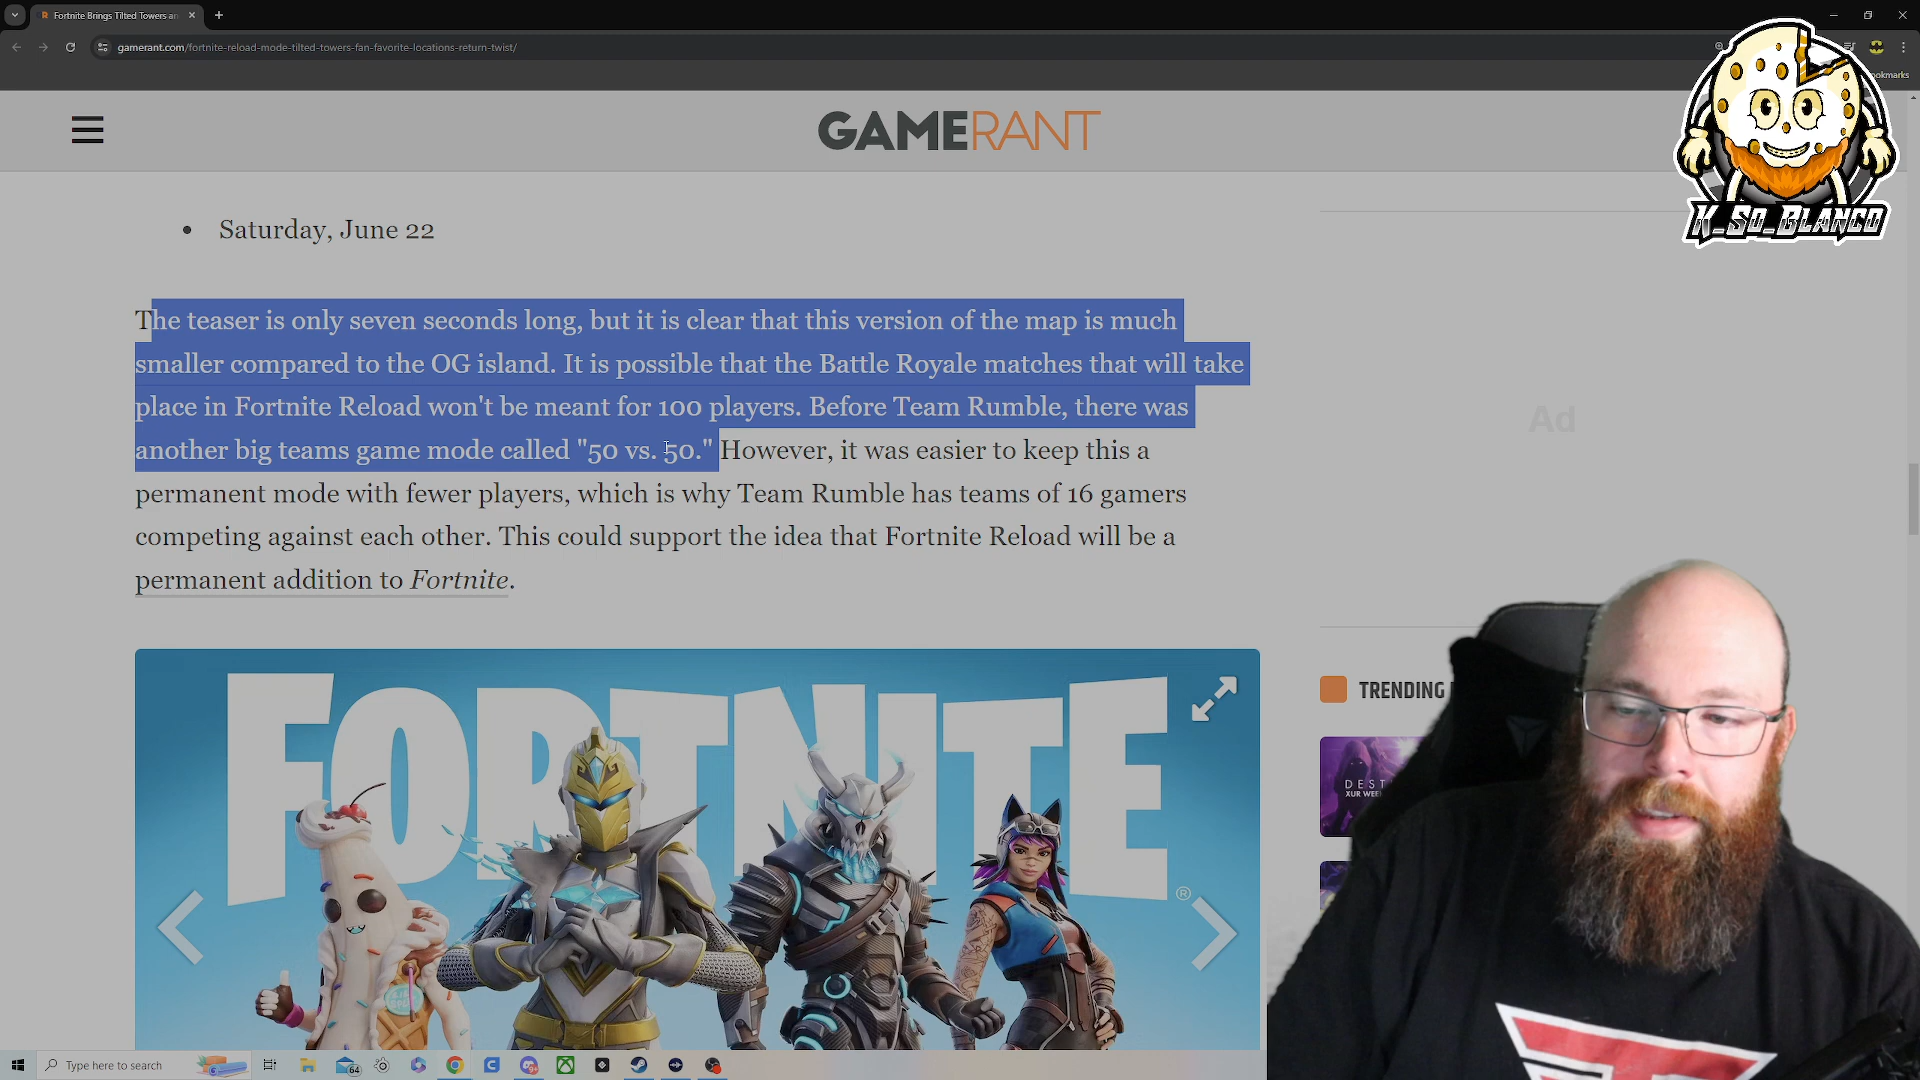 Fortnite Brings Tilted Towers an
gamerant.com/fortnite-reload-mode-tilted-towers-fan-favorite-locations-return-twist/
GAMERANT
K_So_Blanco
• Saturday, June 22
The teaser is only seven seconds long, but it is clear that this version of the map is much
smaller compared to the OG island. It is possible that the Battle Royale matches that will take
place in Fortnite Reload won't be meant for 100 players. Before Team Rumble, there was
another big teams game mode called "50 vs. 50." However, it was easier to keep this a
permanent mode with fewer players, which is why Team Rumble has teams of 16 gamers
competing against each other. This could support the idea that Fortnite Reload will be a
permanent addition to Fortnite.
Ad
TRENDING
FORTNITE
®
DEST
XUR WEE
Type here to search
64